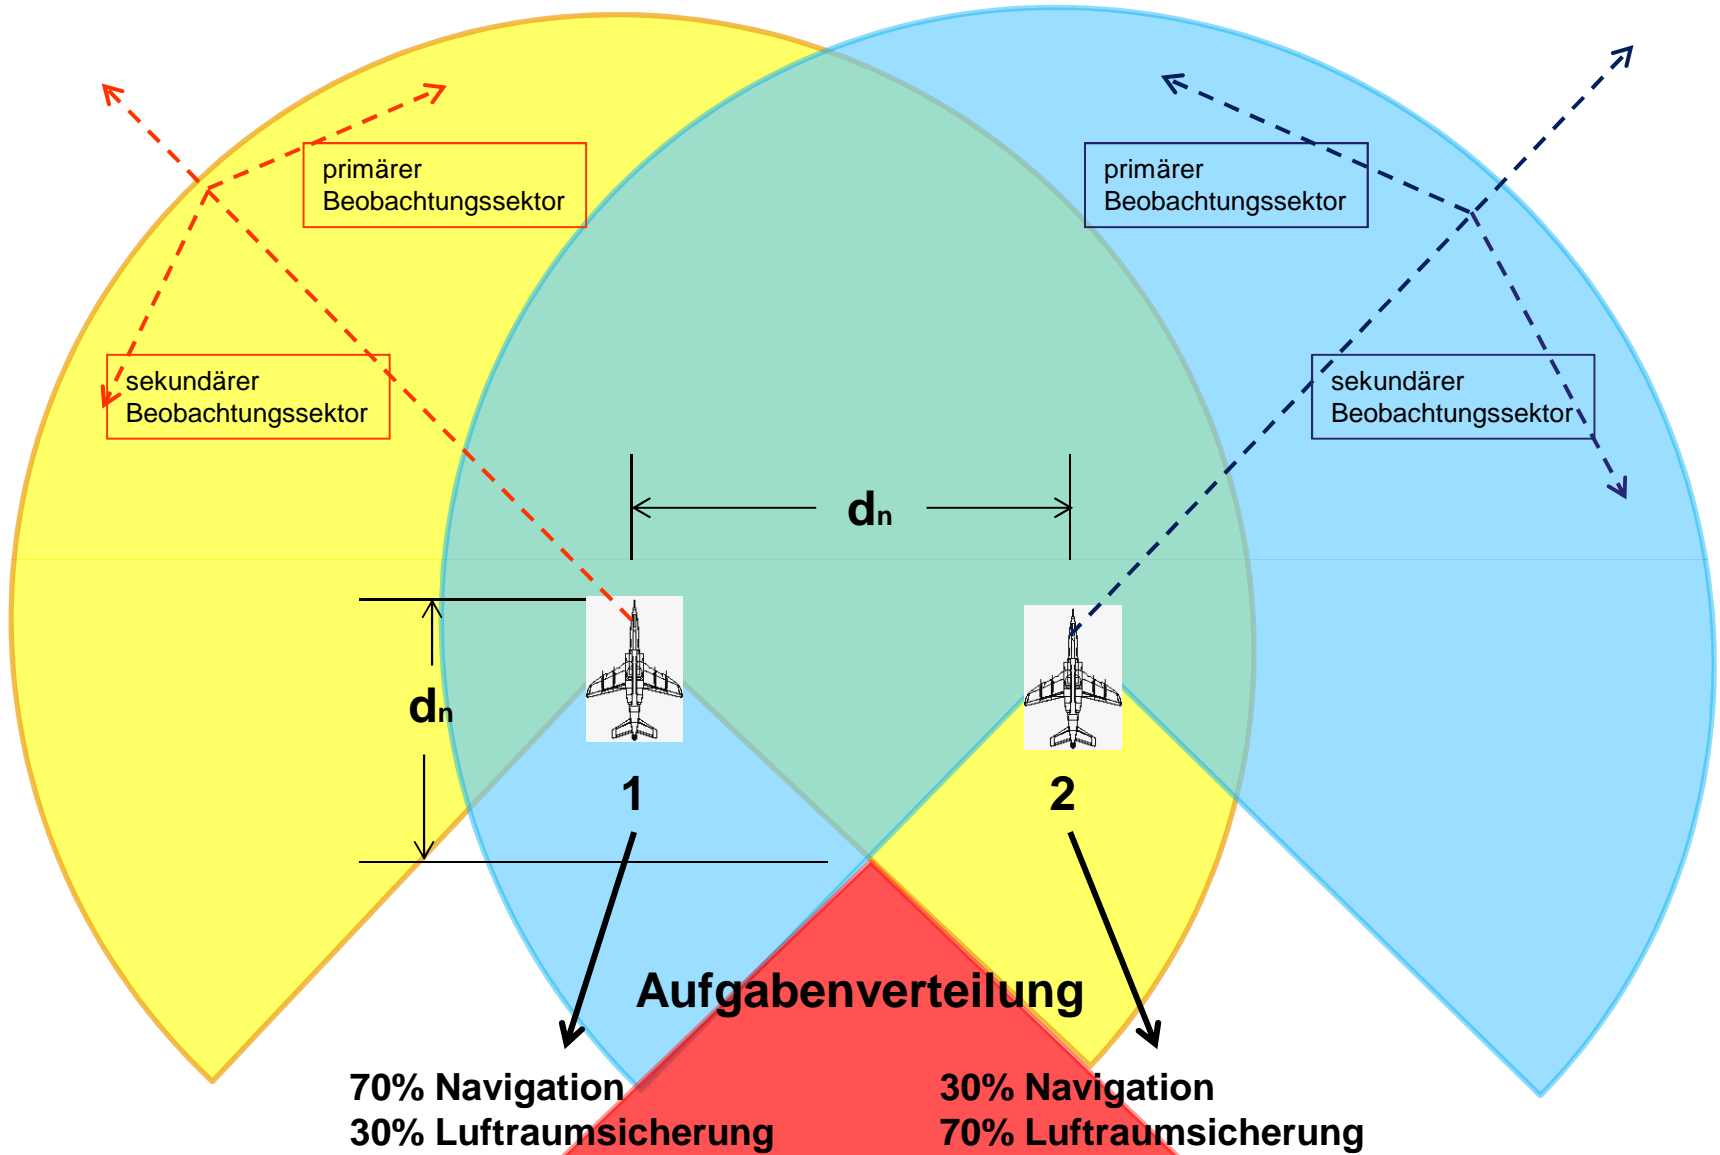 primärer
Beobachtungssektor
primärer
Beobachtungssektor
sekundärer
Beobachtungssektor
sekundärer
Beobachtungssektor
dn
dn
1
2
Aufgabenverteilung
70% Navigation
30% Luftraumsicherung
30% Navigation
70% Luftraumsicherung